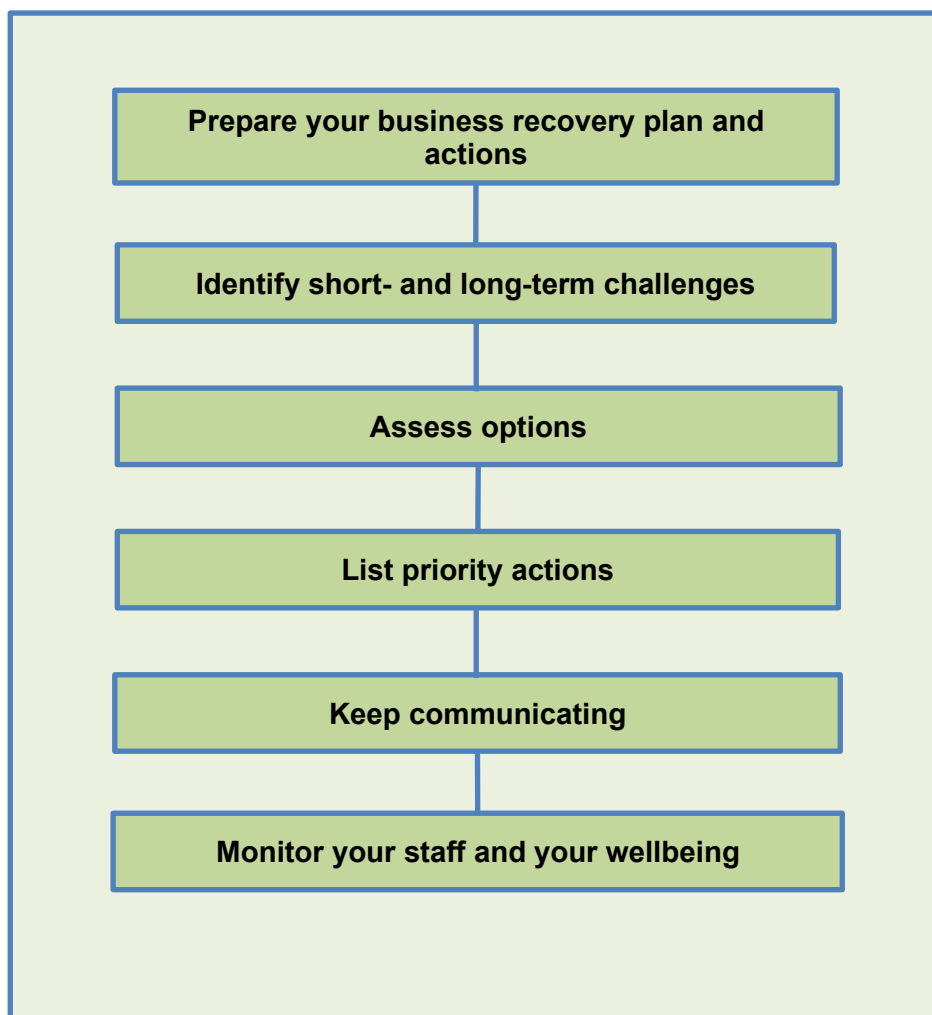 Prepare your business recovery plan and
actions
Identify short- and long-term challenges
Assess options
List priority actions
Keep communicating
Monitor your staff and your wellbeing